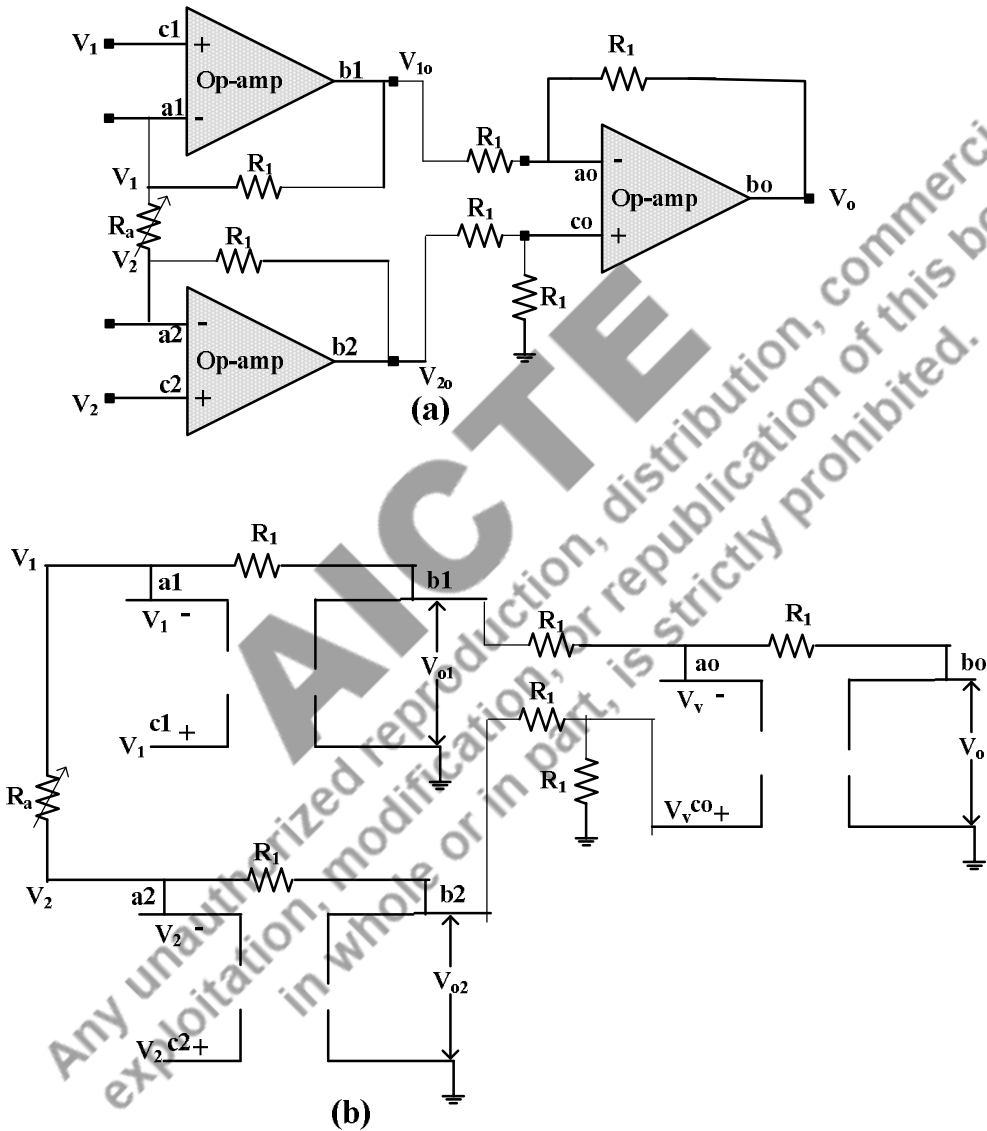 c1
V1
+
b1
V1o
R1
Op-amp
a1
-
R1
-
ao
V1
R1
Op-amp
bo
Vo
R1
co
+
Ra
R1
V2
R1
-
a2
b2
Op-amp
V2o
c2
V2
+
(a)
AICTE
Any unauthorized reproduction, distribution, commerci
exploitation, modification, or republication of this bo
in whole or in part, is strictly prohibited.
R1
V1
b1
a1
V1 -
R1
R1
ao
bo
Vo1
Vv -
c1
V1 +
R1
Vo
R1
Ra
Vv co +
R1
V2
a2
b2
V2 -
Vo2
V2 c2+
(b)